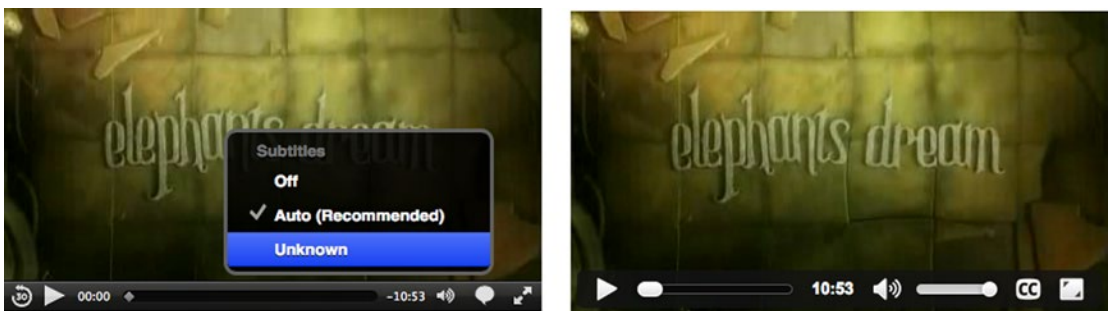 elephants dream
Subtitles
Off
✓ Auto (Recommended)
Unknown
30 00:00 -10:53
elephants dream
10:53 CC